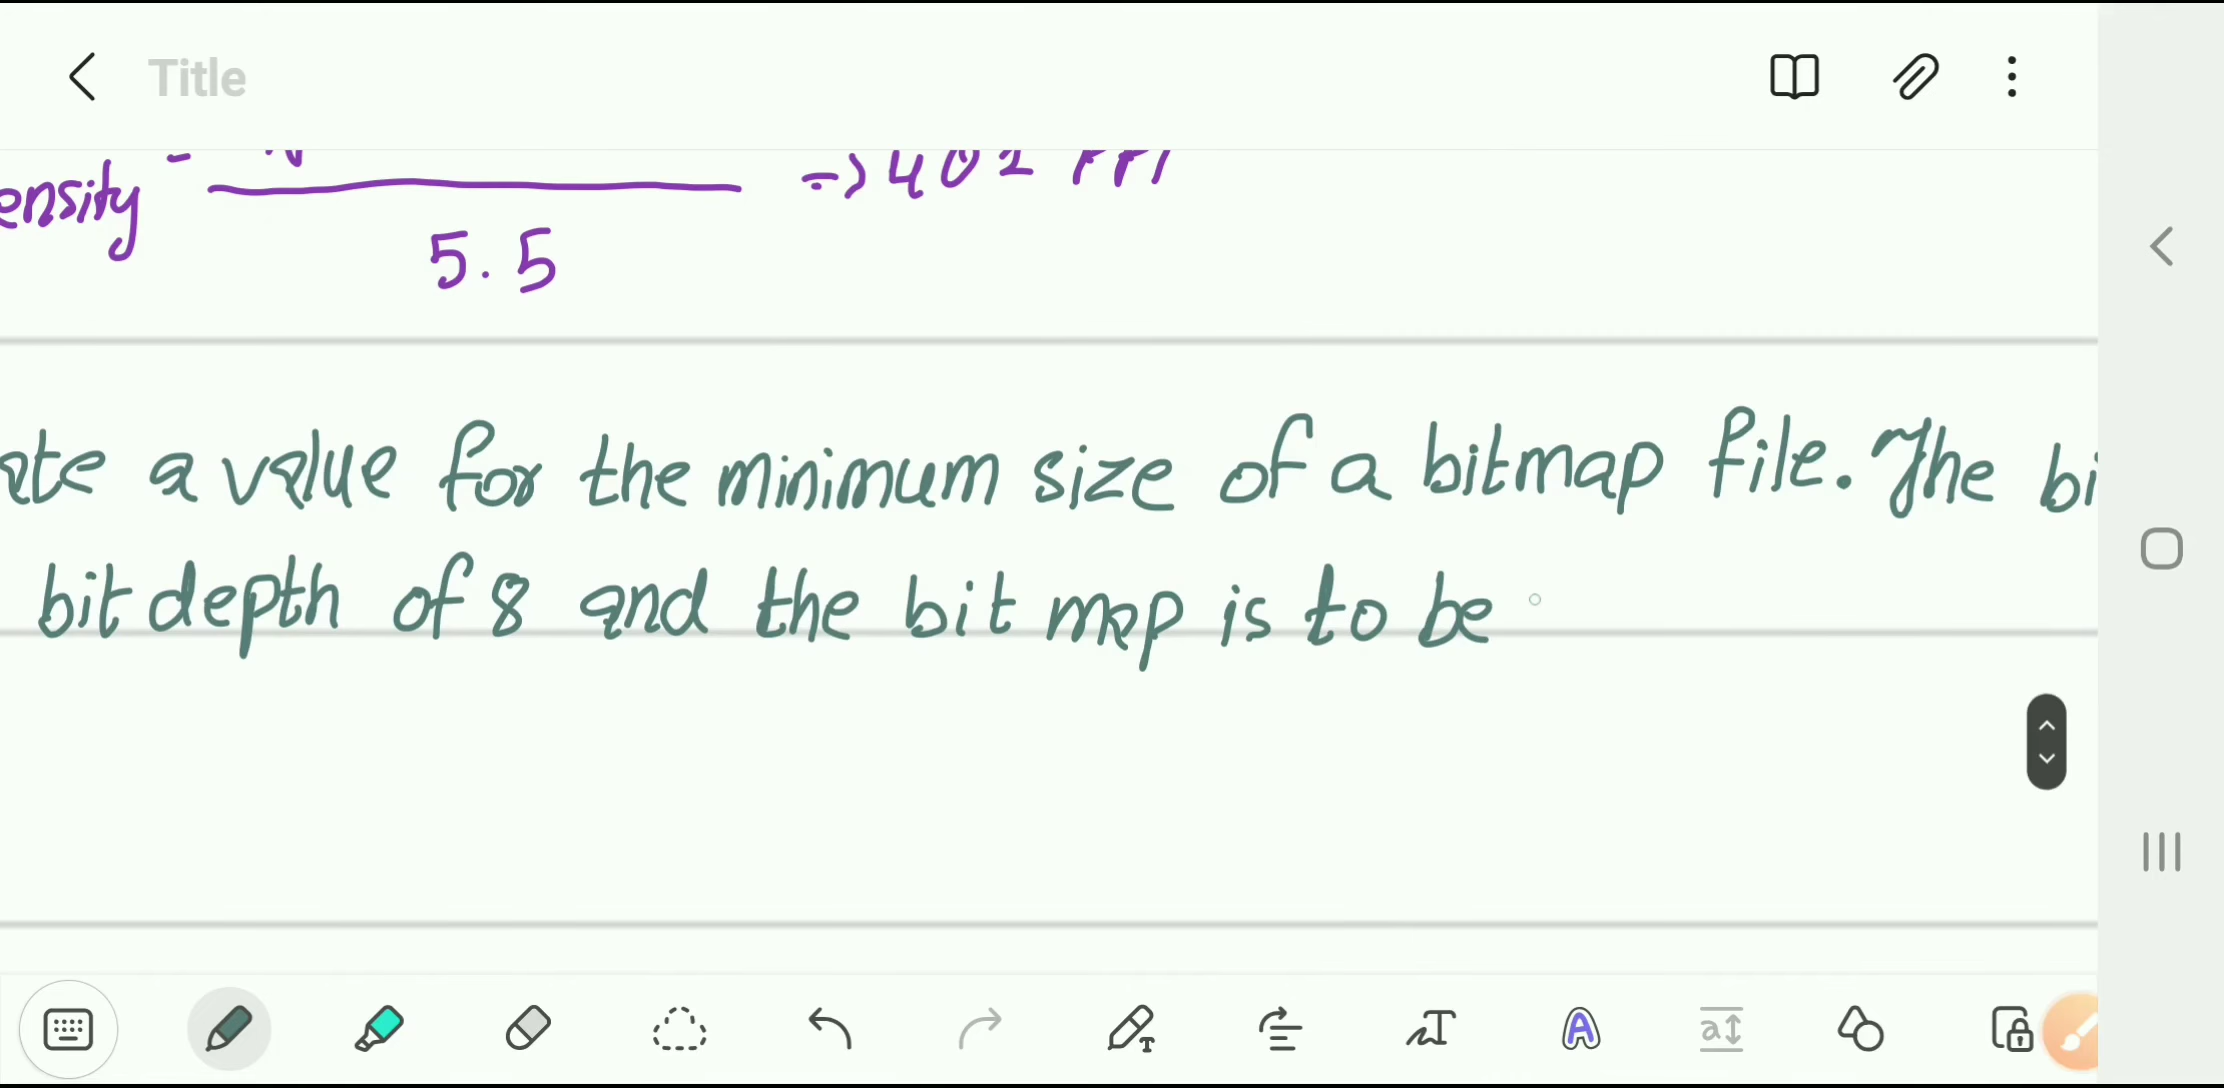 Title
ensity = ⇒ 401 PPI
5.5
ate a value for the minimum size of a bitmap file. The bi
bit depth of 8 and the bit map is to be